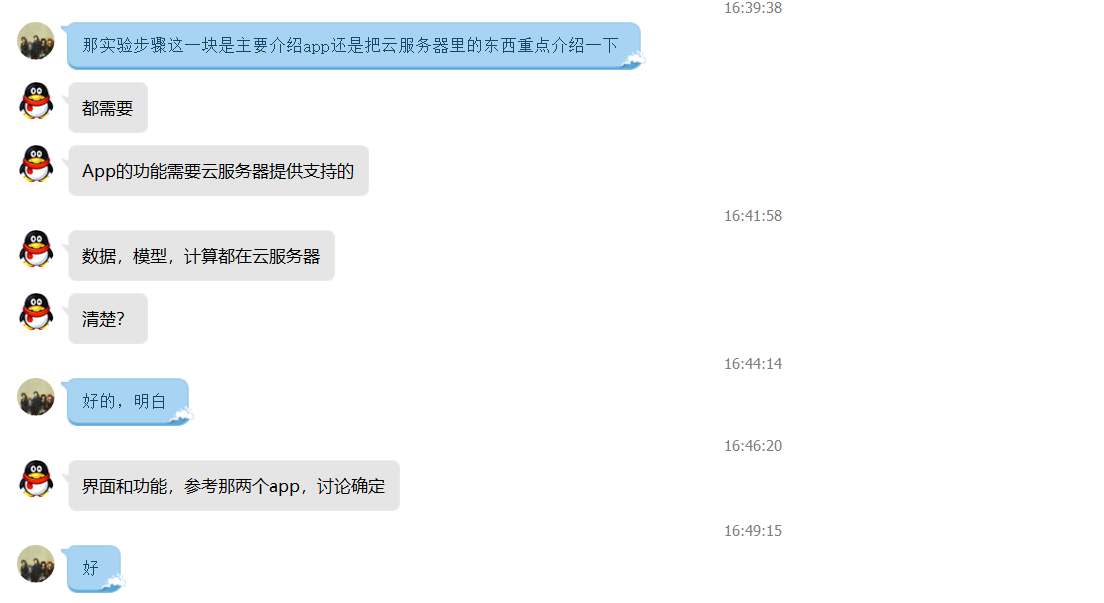 16:39:38
那实验步骤这一块是主要介绍app还是把云服务器里的东西重点介绍一下
都需要
App的功能需要云服务器提供支持的
16:41:58
数据，模型，计算都在云服务器
清楚？
16:44:14
好的，明白
16:46:20
界面和功能，参考那两个app，讨论确定
16:49:15
好